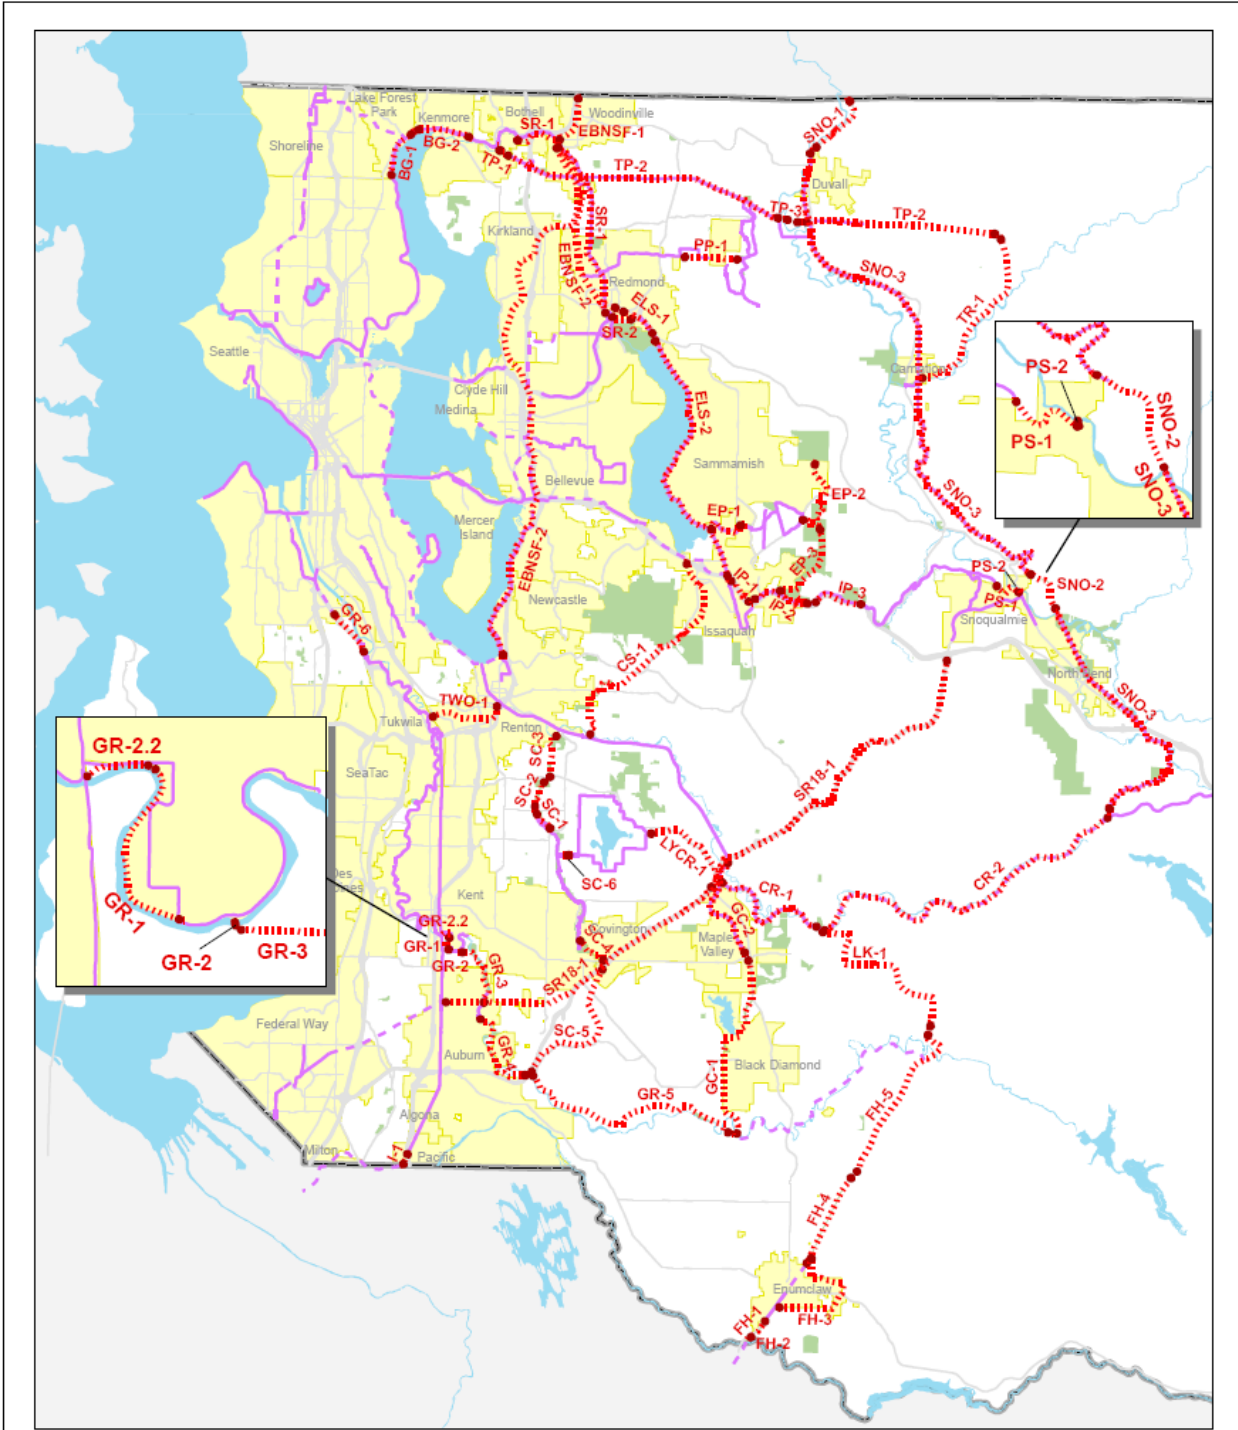 Lake Forest
Park
Kenmore
Bothell
Woodinville
Shoreline
BG-1
BG-2
SR-1
EBNSF-1
TP-1
TP-2
SNO-1
Duvall
TP-3
TP-2
Kirkland
SR-1
EBNSF-2
PP-1
Redmond
ELS-1
SR-2
SNO-3
TR-1
Seattle
Clyde Hill
Medina
ELS-2
PS-2
PS-1
SNO-2
SNO-3
Sammamish
Bellevue
EP-2
SNO-3
Mercer
Island
EBNSF-2
EP-1
EP-3
IP-1
IP-2
IP-3
PS-2
PS-1
SNO-2
Newcastle
Issaquah
Snoqualmie
GR-6
CS-1
North Bend
SNO-3
TWO-1
Tukwila
Renton
SC-3
GR-2.2
GR-1
GR-2
GR-3
SeaTac
SC-2
SC-1
SR18-1
LYCR-1
SC-6
CR-2
Kent
CR-1
GR-2.2
GR-1
GR-2
GC-2
SC-4
Maple
Valley
GR-3
SR18-1
LK-1
Federal Way
SC-5
Auburn
GR-4
GC-1
Black Diamond
GR-5
FH-5
Algona
Milton
I-1
Pacific
FH-4
Enumclaw
FH-1
FH-3
FH-2